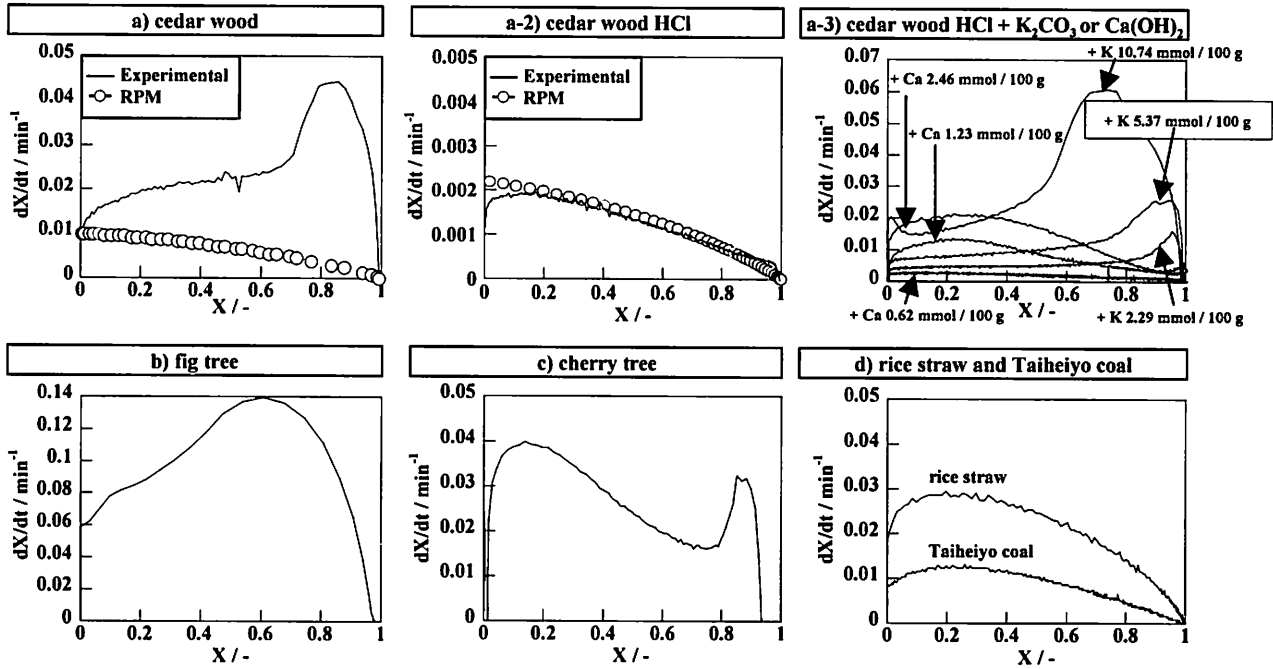 a) cedar wood
0.05
0.04
0.03
0.02
0.01
0
dX/dt / min⁻¹
Experimental
RPM
0 0.2 0.4 0.6 0.8 1
X / -
a-2) cedar wood HCl
0.005
0.004
0.003
0.002
0.001
0
dX/dt / min⁻¹
Experimental
RPM
0 0.2 0.4 0.6 0.8 1
X / -
a-3) cedar wood HCl + K₂CO₃ or Ca(OH)₂
+ K 10.74 mmol / 100 g
0.07
0.06
0.05
0.04
0.03
0.02
0.01
0
dX/dt / min⁻¹
+ Ca 2.46 mmol / 100 g
+ K 5.37 mmol / 100 g
+ Ca 1.23 mmol / 100 g
0 0.2 0.4 0.6 0.8 1
X / -
+ Ca 0.62 mmol / 100 g
+ K 2.29 mmol / 100 g
b) fig tree
0.14
0.12
0.10
0.08
0.06
0.04
0.02
0
dX/dt / min⁻¹
0 0.2 0.4 0.6 0.8 1
X / -
c) cherry tree
0.05
0.04
0.03
0.02
0.01
0
dX/dt / min⁻¹
0 0.2 0.4 0.6 0.8 1
X / -
d) rice straw and Taiheiyo coal
0.05
0.04
0.03
0.02
0.01
0
dX/dt / min⁻¹
rice straw
Taiheiyo coal
0 0.2 0.4 0.6 0.8 1
X / -